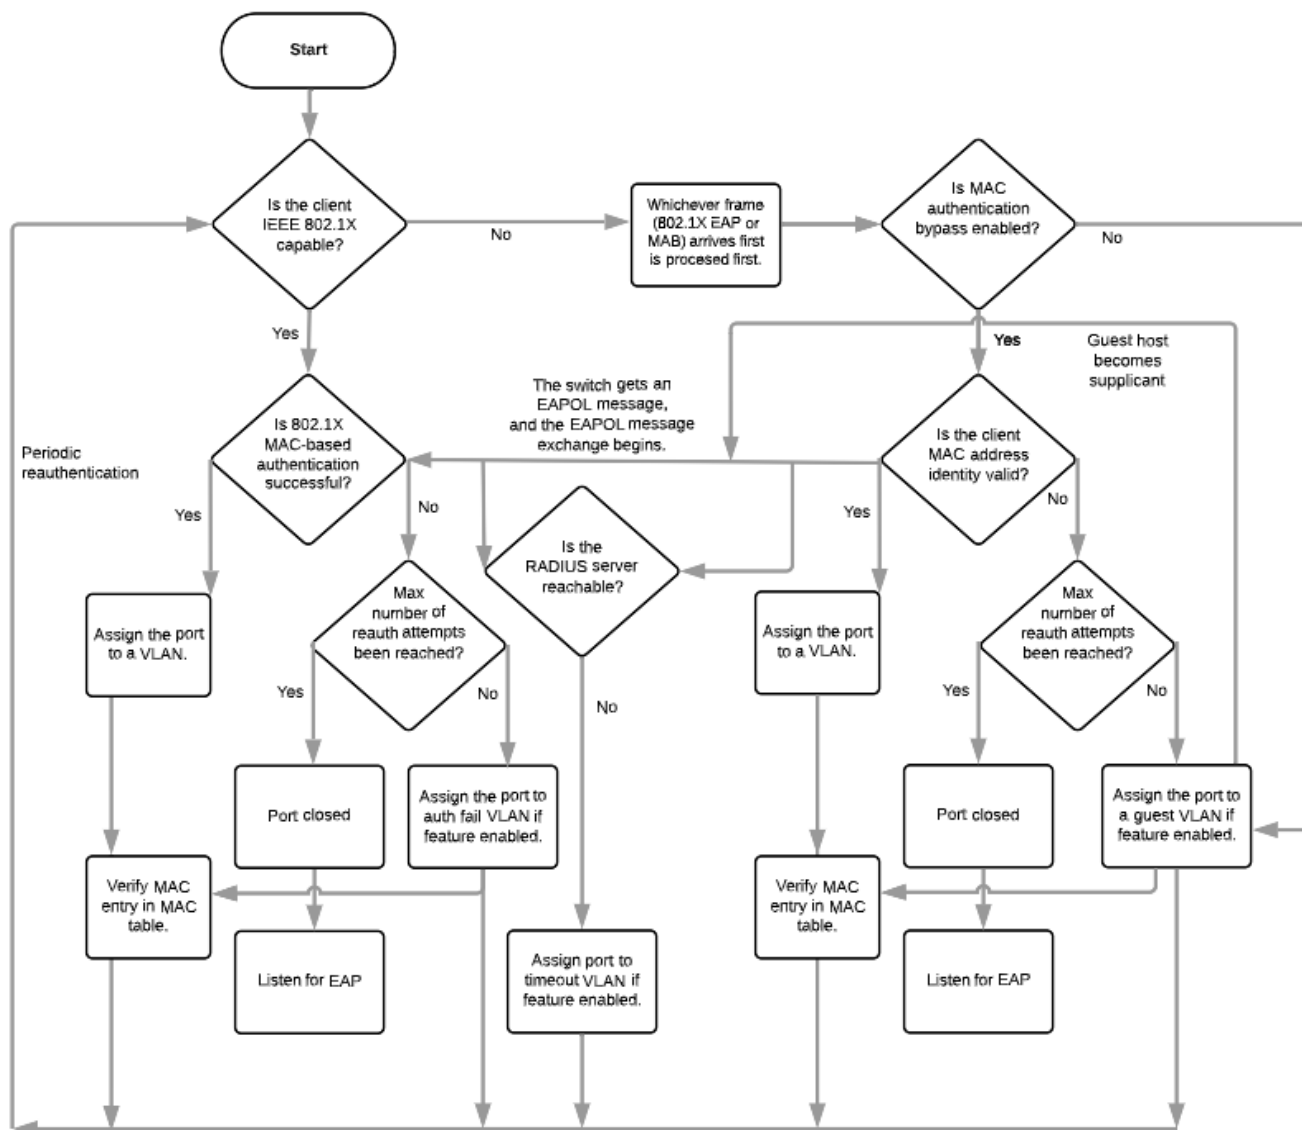 Start
Is the client
IEEE 802.1X
capable?
No
Whichever frame
(802.1X EAP or
MAB) arrives first
is procesed first.
Is MAC
authentication
bypass enabled?
No
Yes
Yes
Guest host
becomes
supplicant
The switch gets an
EAPOL message,
and the EAPOL message
exchange begins.
Periodic
reauthentication
Is 802.1X
MAC-based
authentication
successful?
Yes
No
Is the
RADIUS server
reachable?
No
Is the client
MAC address
identity valid?
Yes
No
Assign the port
to a VLAN.
Max
number of
reauth attempts
been reached?
Yes
No
Assign the port
to a VLAN.
Max
number of
reauth attempts
been reached?
Yes
No
Port closed
Assign the port to
auth fail VLAN if
feature enabled.
Port closed
Assign the port to
a guest VLAN if
feature enabled.
Verify MAC
entry in MAC
table.
Listen for EAP
Assign port to
timeout VLAN if
feature enabled.
Verify MAC
entry in MAC
table.
Listen for EAP